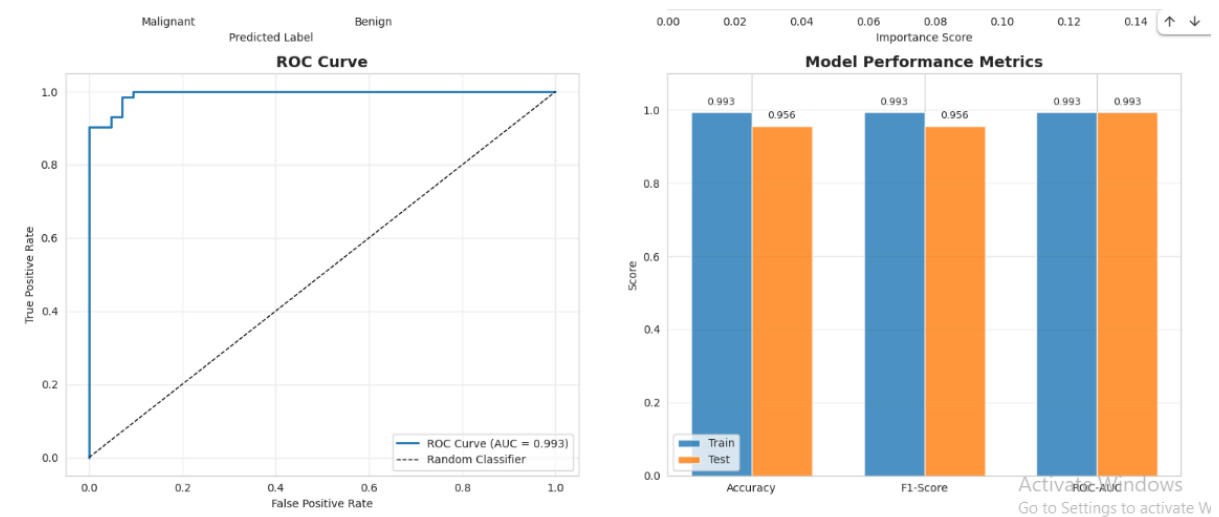 Malignant Benign
Predicted Label
ROC Curve
1.0
0.8
0.6
0.4
0.2
0.0
True Positive Rate
ROC Curve (AUC = 0.993)
Random Classifier
0.0 0.2 0.4 0.6 0.8 1.0
False Positive Rate
0.00 0.02 0.04 0.06 0.08 0.10 0.12 0.14
Importance Score
Model Performance Metrics
0.993 0.956 0.993 0.956 0.993 0.993
1.0
0.8
0.6
0.4
0.2
0.0
Score
Train
Test
Accuracy F1-Score ROC-AUC
Activate Windows
Go to Settings to activate W